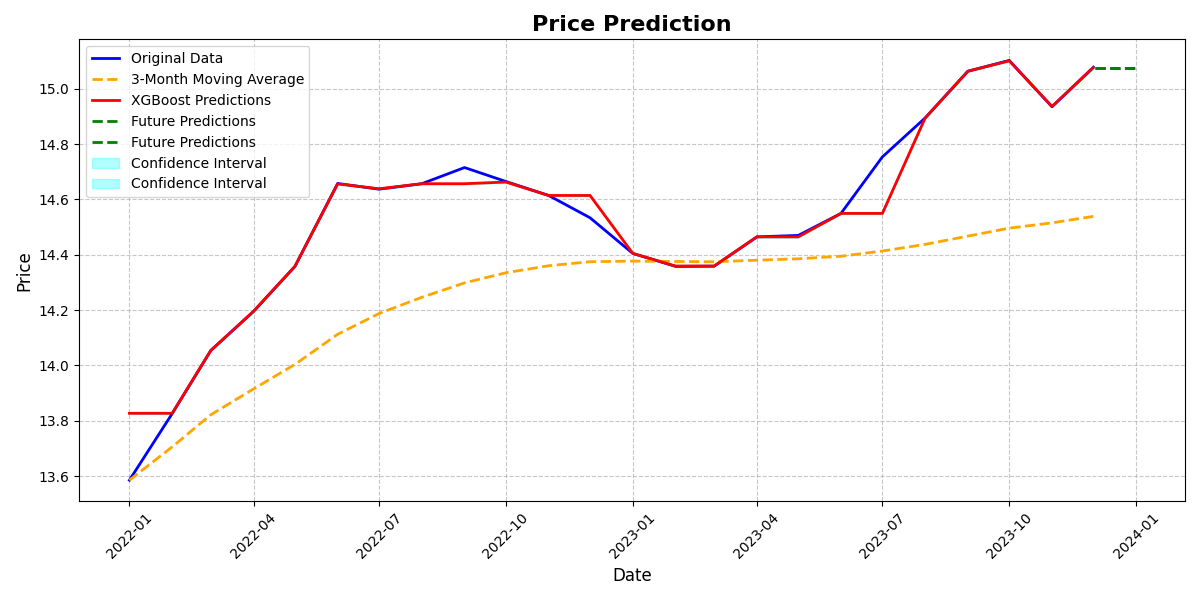 Price Prediction
Original Data
3-Month Moving Average
XGBoost Predictions
Future Predictions
Future Predictions
Confidence Interval
Confidence Interval
Price
15.0
14.8
14.6
14.4
14.2
14.0
13.8
13.6
2022-01
2022-04
2022-07
2022-10
2023-01
2023-04
2023-07
2023-10
2024-01
Date